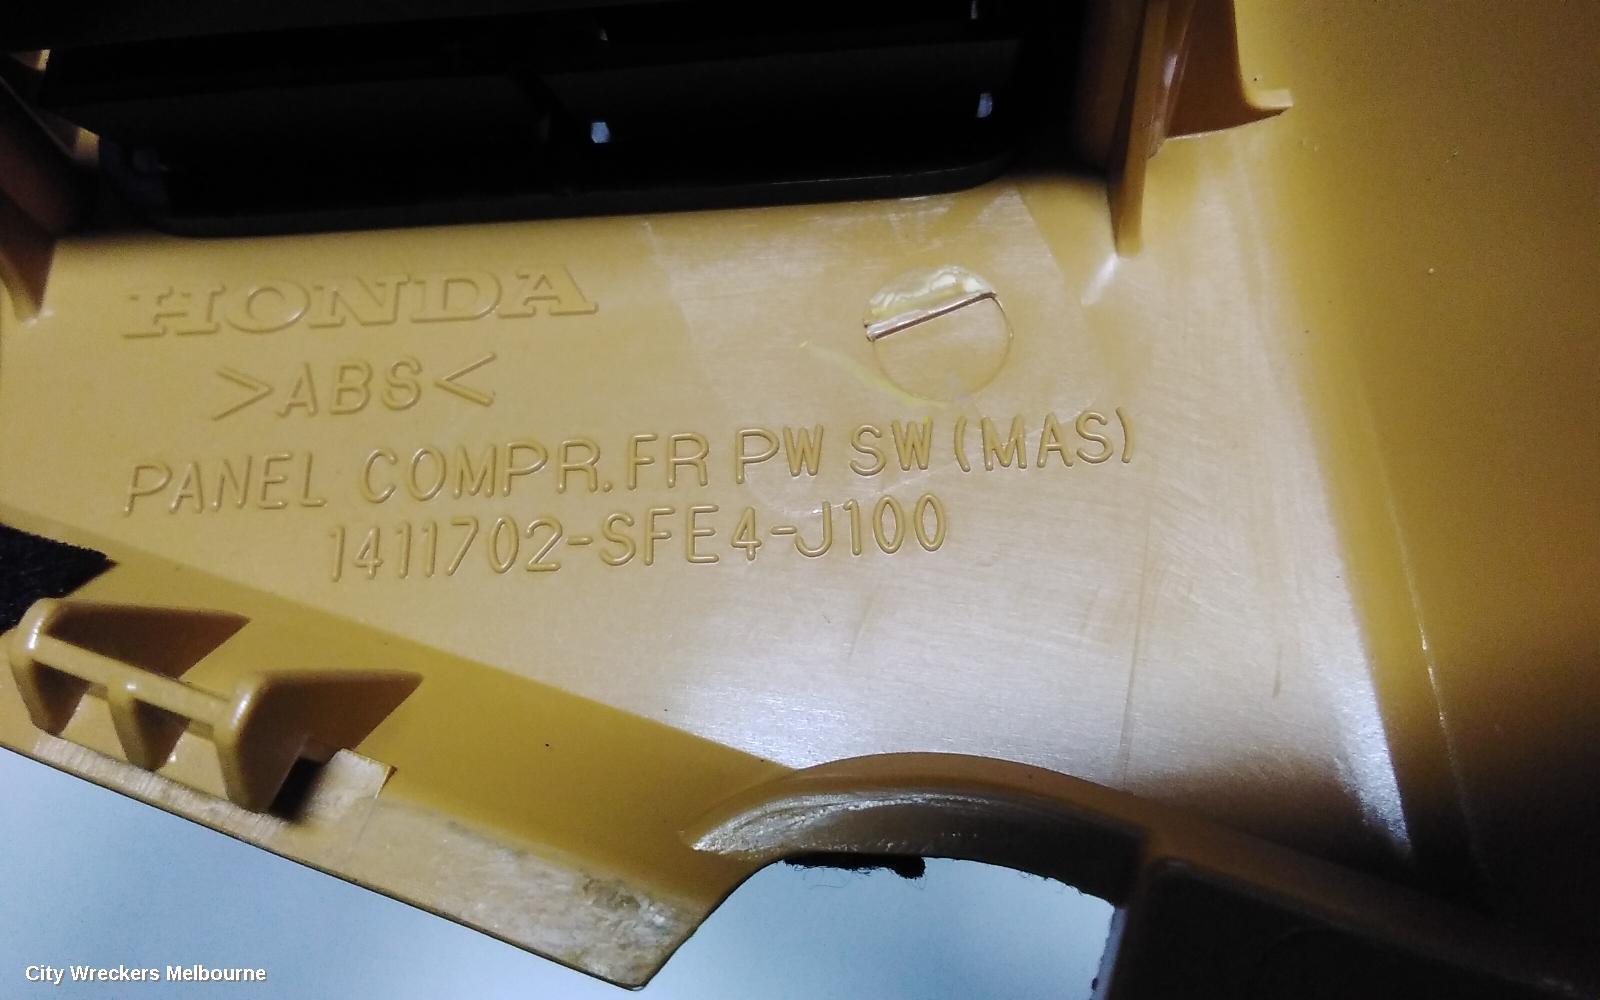 HONDA
>ABS<
PANEL COMPR.FR PW SW (MAS)
1411702-SFE4-J100
City Wreckers Melbourne